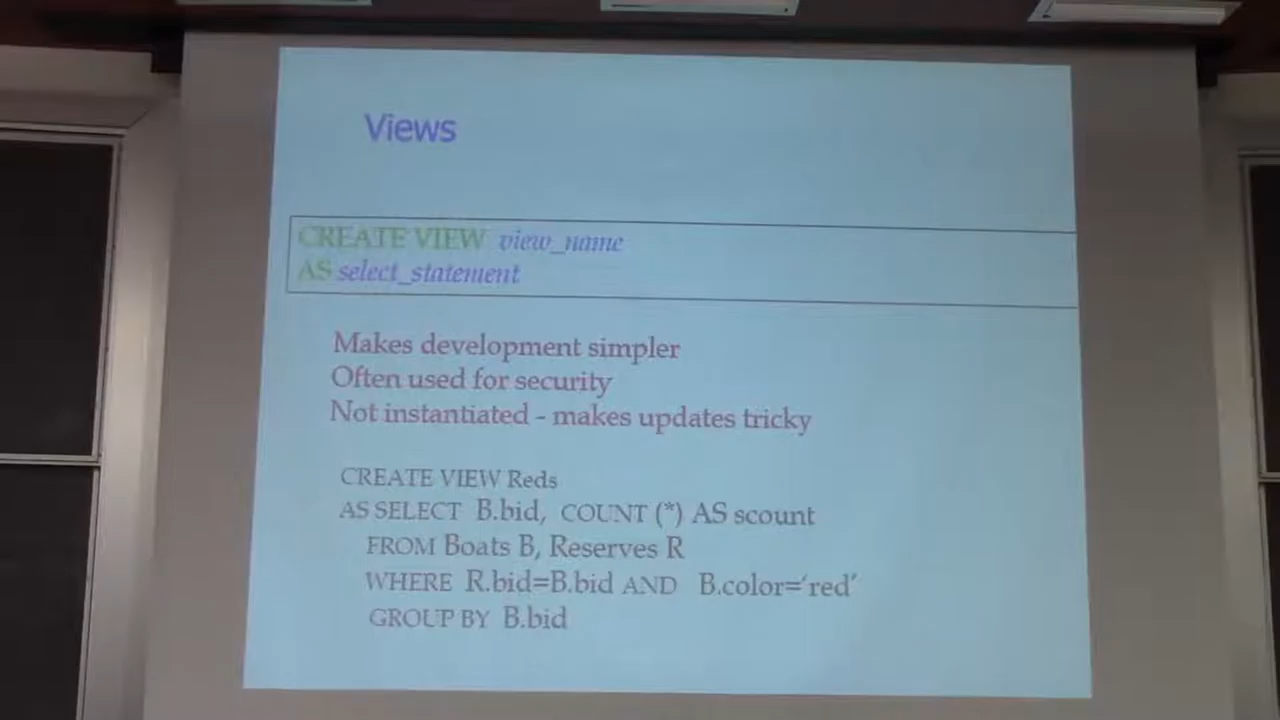 Views
CREATE VIEW view_name
AS select_statement
Makes development simpler
Often used for security
Not instantiated - makes updates tricky
CREATE VIEW Reds
AS SELECT B.bid, COUNT (*) AS scount
FROM Boats B, Reserves R
WHERE R.bid=B.bid AND B.color=‘red’
GROUP BY B.bid